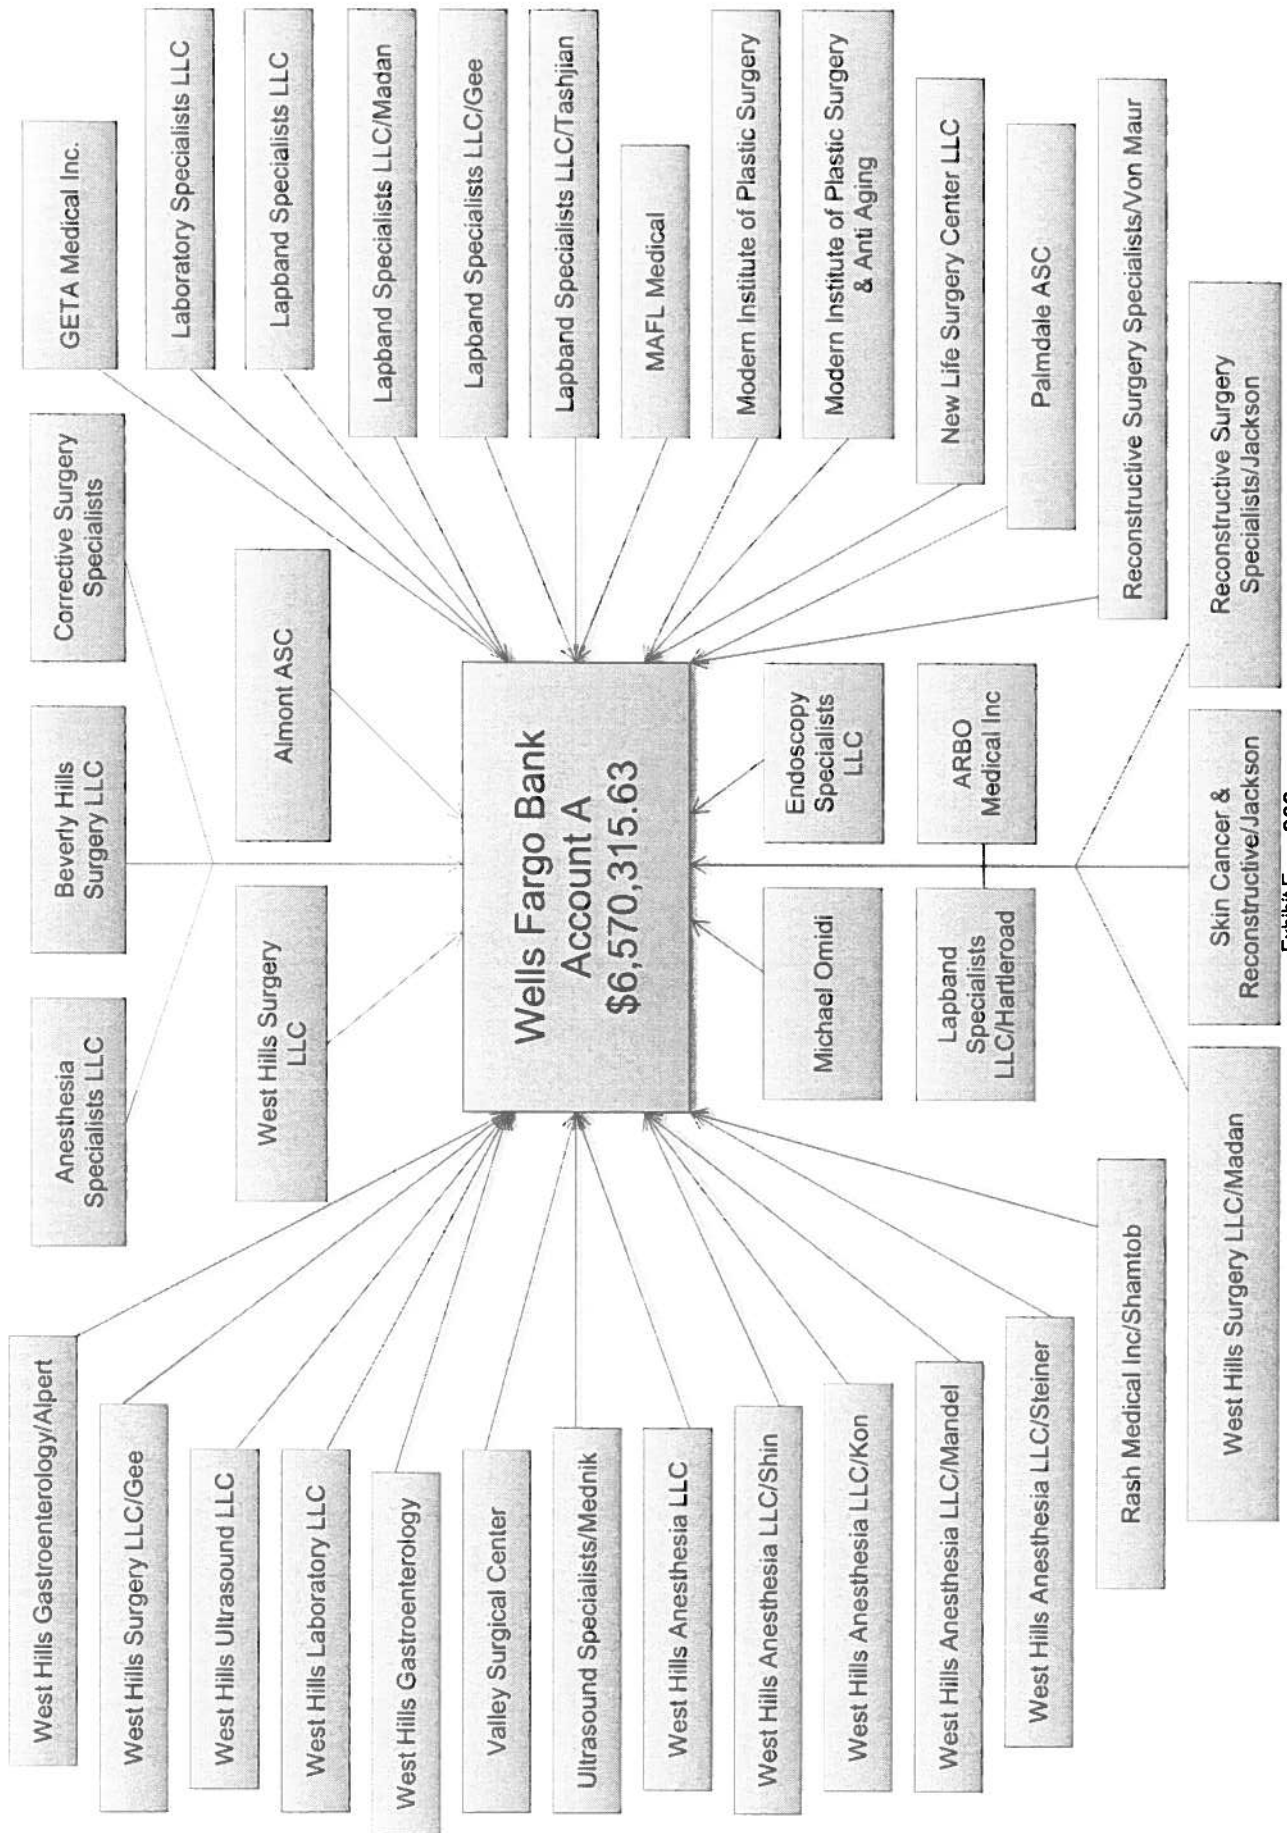 West Hills Gastroenterology/Alpert
West Hills Surgery LLC/Gee
West Hills Ultrasound LLC
West Hills Laboratory LLC
West Hills Gastroenterology
Valley Surgical Center
Ultrasound Specialists/Mednik
West Hills Anesthesia LLC
West Hills Anesthesia LLC/Shin
West Hills Anesthesia LLC/Kon
West Hills Anesthesia LLC/Mandel
West Hills Anesthesia LLC/Steiner
Rash Medical Inc/Shamtob
West Hills Surgery LLC/Madan
Anesthesia
Specialists LLC
Beverly Hills
Surgery LLC
Corrective Surgery
Specialists
West Hills Surgery
LLC
Almont ASC
Wells Fargo Bank
Account A
$6,570,315.63
Michael Omidi
Endoscopy
Specialists
LLC
Lapband
Specialists
LLC/Hartleroad
ARBO
Medical Inc
Skin Cancer &
Reconstructive/Jackson
Reconstructive Surgery
Specialists/Jackson
GETA Medical Inc.
Laboratory Specialists LLC
Lapband Specialists LLC
Lapband Specialists LLC/Madan
Lapband Specialists LLC/Gee
Lapband Specialists LLC/Tashjian
MAFL Medical
Modern Institute of Plastic Surgery
Modern Institute of Plastic Surgery
& Anti Aging
New Life Surgery Center LLC
Palmdale ASC
Reconstructive Surgery Specialists/Von Maur